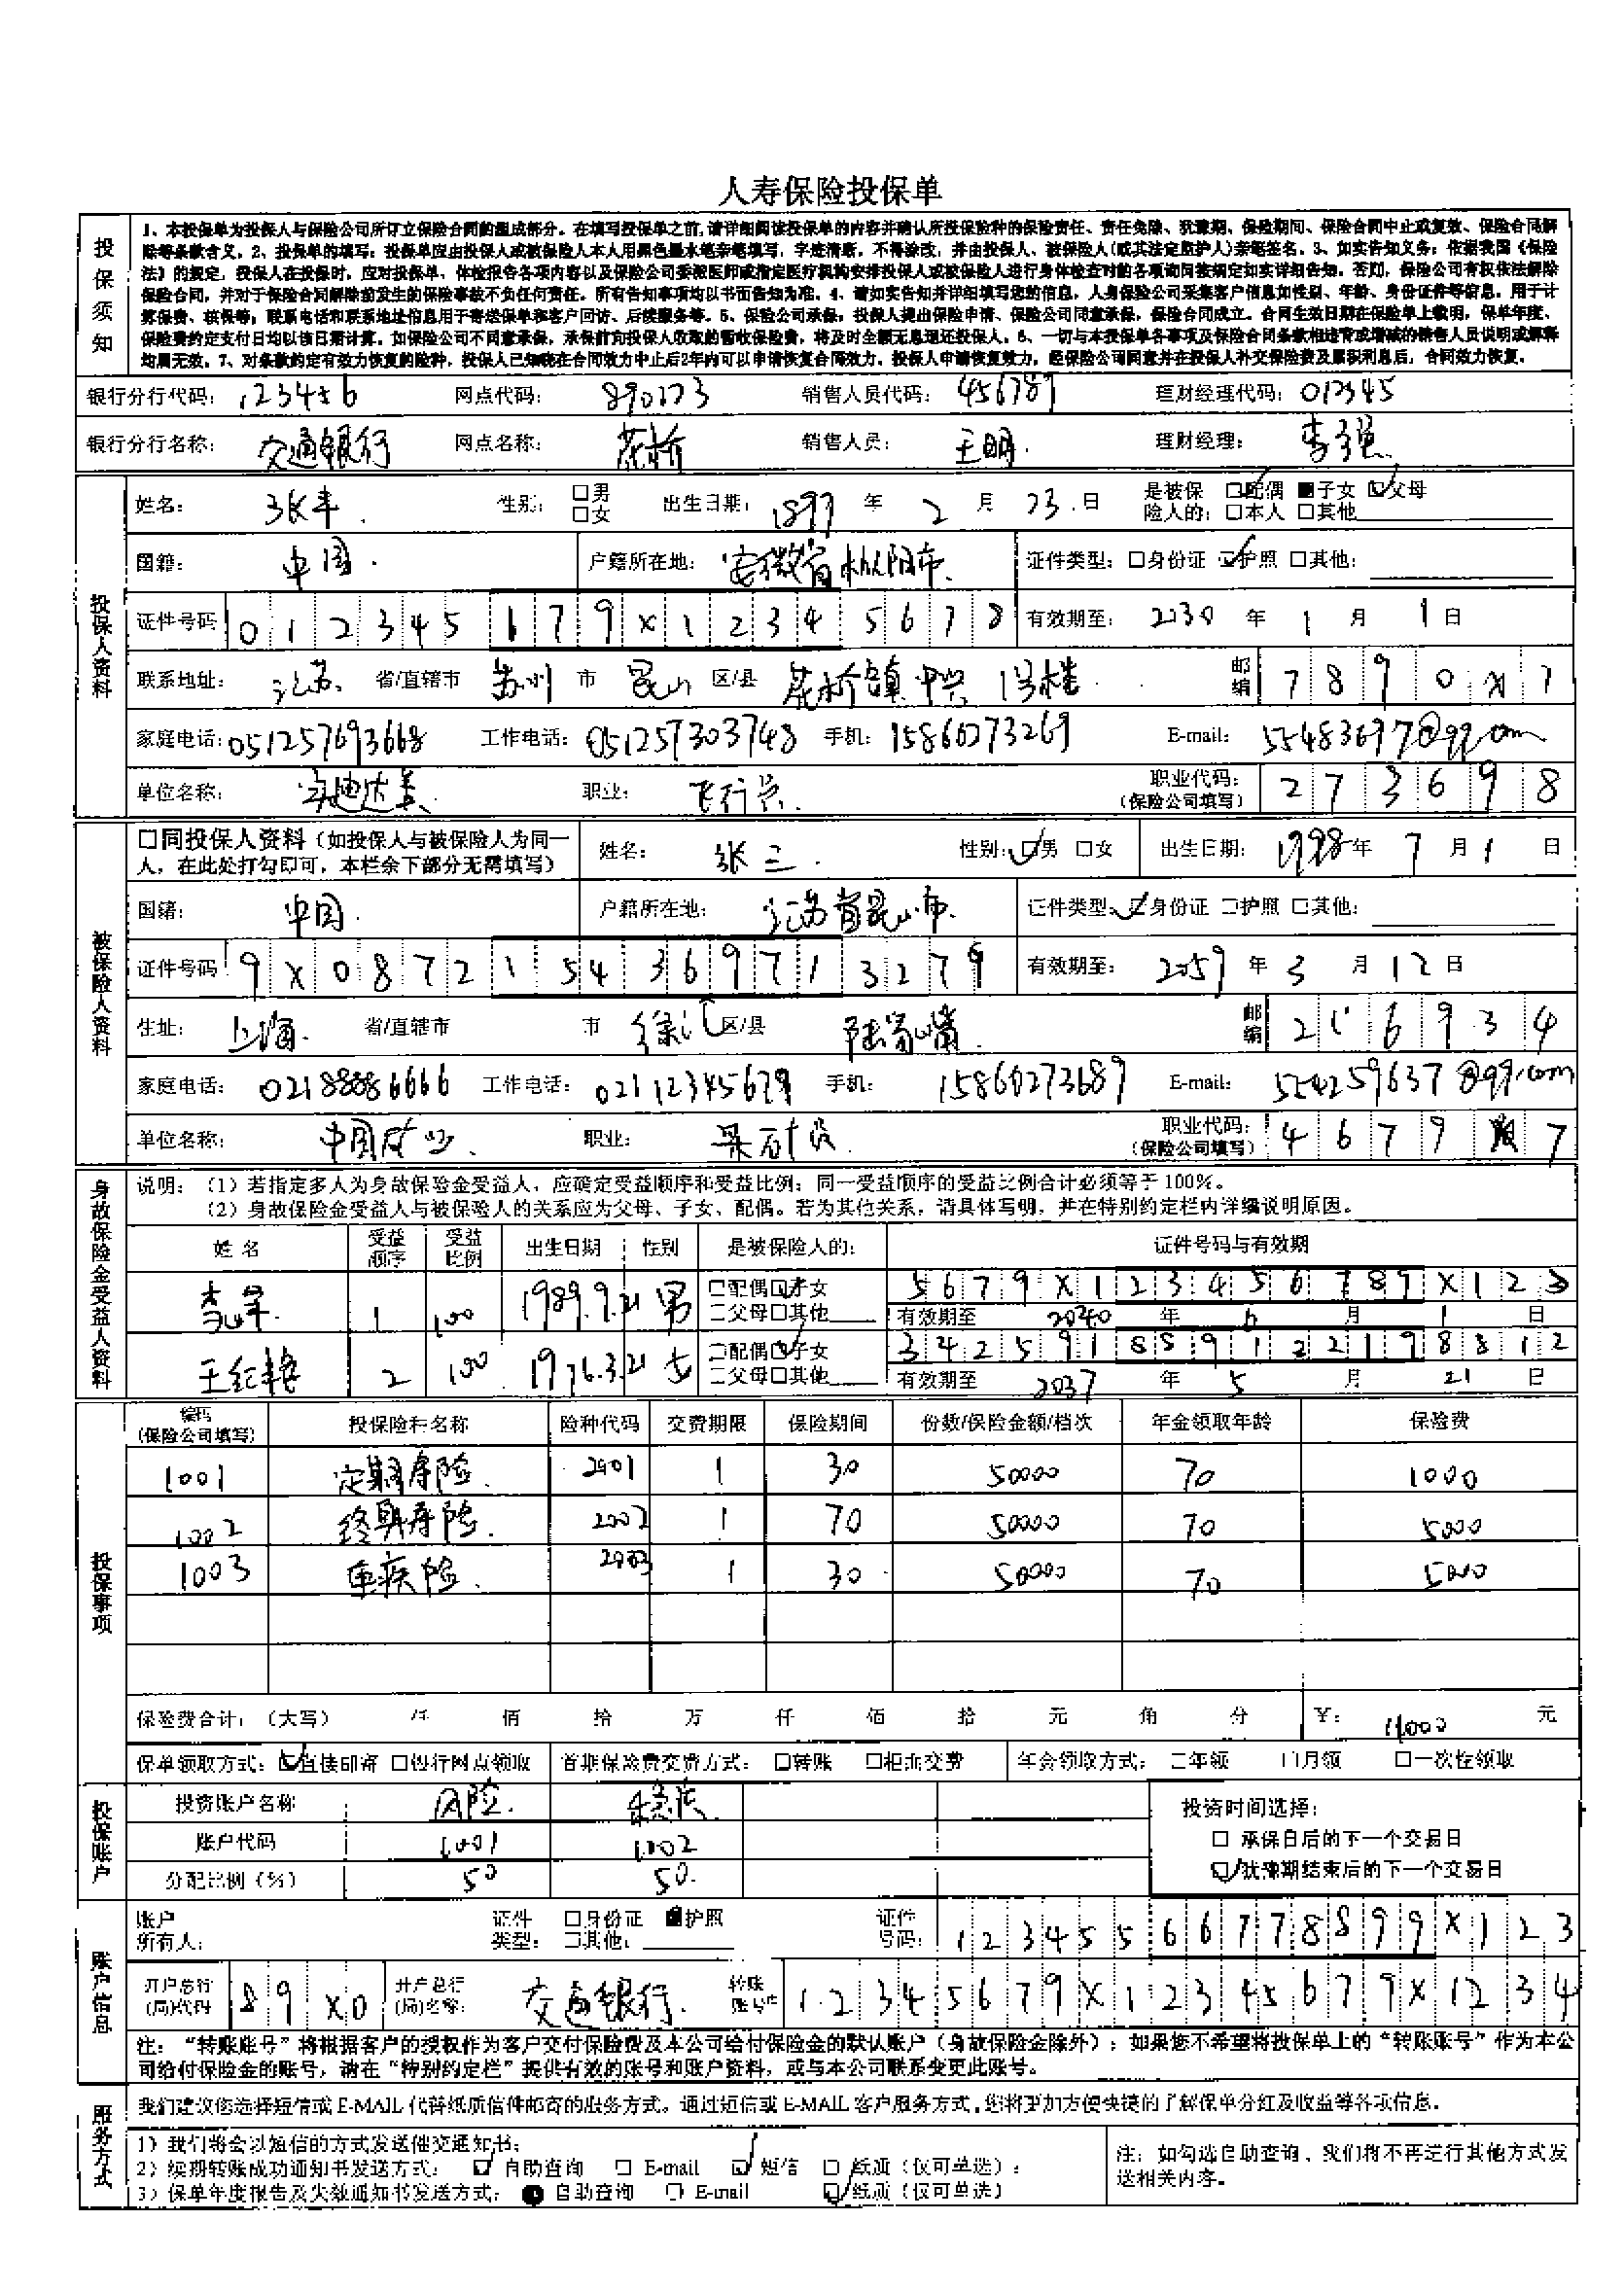 人寿保险投保单
投保须知
1、本投保单为投保人与保险公司所订立保险合同的组成部分。在填写投保单之前,请详细阅读投保单的内容并确认所投保险种的保险责任、责任免除、犹豫期、保险期间、保险合同中止或复效、保险合同解
除等条款含义。2、投保单的填写:投保单应由投保人或被保险人本人用黑色墨水笔亲笔填写,字迹清晰,不得涂改;并由投保人、被保险人(或其法定监护人)亲笔签名。3、如实告知义务:依据我国《保险
法》的规定,投保人在投保时,应对投保单、体检报告各项内容以及保险公司委派医师或指定医疗机构安排投保人或被保险人进行身体检查时的各项询问按规定如实详细告知。否则,保险公司有权依法解除
保险合同,并对于保险合同解除前发生的保险事故不负任何责任。所有告知事项均以书面告知为准。4、请如实告知并详细填写您的信息,人身保险公司采集客户信息如性别、年龄、身份证件等信息,用于计
算保费、核保等;联系电话和联系地址信息用于寄送保单和客户回访、后续服务等。5、保险公司承保:投保人提出保险申请、保险公司同意承保,保险合同成立。合同生效日期在保险单上载明,保单年度、
保险费约定支付日均以该日期计算。如保险公司不同意承保,承保前向投保人收取的暂收保险费,将及时全额无息退还投保人。6、一切与本投保单各事项及保险合同条款相违背或增减的销售人员说明或解释
均属无效。7、对条款约定有效力恢复的险种,投保人已知晓在合同效力中止后2年内可以申请恢复合同效力,投保人申请恢复效力,经保险公司同意并在投保人补交保险费及累积利息后,合同效力恢复。
银行分行代码: 123456 网点代码: 890123 销售人员代码: 456789 理财经理代码: 012345
银行分行名称: 交通银行 网点名称: 花桥 销售人员: 王明. 理财经理: 李强
投保人资料
姓名: 张丰. 性别: □男 □女 出生日期: 1897 年 2 月 23 日 是被保险人的: □配偶 ■子女 □父母 □本人 □其他
国籍: 中国. 户籍所在地: 安徽省 阳市. 证件类型: □身份证 □护照 □其他:
证件号码 0 1 2 3 4 5 1 7 9 X 1 2 3 4 5 6 7 8 有效期至: 2030 年 1 月 1 日
联系地址: 江苏. 省/直辖市 苏州 市 昆山 区/县 花桥镇 中兴 1号楼 邮编 7 8 9 0 X 1
家庭电话: 051257693668 工作电话: 051257303748 手机: 15860273269 E-mail: 55483697@qq.com
单位名称: 职业: 飞行员. 职业代码:(保险公司填写) 2 7 3 6 9 8
被保险人资料
□同投保人资料(如投保人与被保险人为同一
人,在此处打勾即可,本栏余下部分无需填写) 姓名: 张三. 性别: □男 □女 出生日期: 1998 年 7 月 1 日
国籍: 中国. 户籍所在地: 江苏省昆山市. 证件类型: □身份证 □护照 □其他:
证件号码 9 X 0 8 7 2 1 5 4 3 6 9 7 1 3 2 7 9 有效期至: 2059 年 3 月 12 日
住址: 上海. 省/直辖市 市 徐汇 区/县 陆家嘴. 邮编 2 1 6 9 3 4
家庭电话: 02188886666 工作电话: 02112345679 手机: 15860273689 E-mail: 554259637@qq.com
单位名称: 中国矿业. 职业: 采矿员. 职业代码:(保险公司填写) 4 6 7 9 7
身故保险金受益人资料
说明:(1)若指定多人为身故保险金受益人,应确定受益顺序和受益比例;同一受益顺序的受益比例合计必须等于100%。
(2)身故保险金受益人与被保险人的关系应为父母、子女、配偶。若为其他关系,请具体写明,并在特别约定栏内详细说明原因。
姓名 受益顺序 受益比例 出生日期 性别 是被保险人的: 证件号码与有效期
1 100 1989.9.21 男 □配偶□子女 □父母□其他 5 6 7 9 X 1 2 3 4 5 6 7 8 9 X 1 2 3
有效期至 2040 年 6 月 1 日
王红艳 2 100 1976.3.21 女 □配偶□子女 □父母□其他 3 4 2 5 9 1 8 8 9 1 2 2 1 9 8 8 1 2
有效期至 2037 年 5 月 21 日
投保事项
编码(保险公司填写) 投保险种名称 险种代码 交费期限 保险期间 份数/保险金额/档次 年金领取年龄 保险费
1001 定期寿险. 2001 1 30 50000 70 1000
1002 终身寿险. 2002 1 70 50000 70 5000
1003 重疾险. 2003 1 30 50000 70 5000
保险费合计:(大写) 仟 佰 拾 万 仟 佰 拾 元 角 分 ¥: 11000 元
保单领取方式: □直接邮寄 □银行网点领取 首期保险费交费方式: □转账 □柜面交费 年金领取方式: □年领 □月领 □一次性领取
投保账户
投资账户名称 风险. 投资时间选择:
账户代码 1001 1002 □ 承保日后的下一个交易日
分配比例(%) 50 50. □ 犹豫期结束后的下一个交易日
账户信息
账户所有人: 证件类型: □身份证 ■护照 □其他: 证件号码: 1 2 3 4 5 5 6 6 7 7 8 8 9 9 X 1 2 3
开户总行(局)代码 8 9 X 0 开户总行(局)名称: 交通银行. 转账账号: 1 2 3 4 5 6 7 9 X 1 2 3 4 5 6 7 9 X 1 2 3 4
注:“转账账号”将根据客户的授权作为客户交付保险费及本公司给付保险金的默认账户(身故保险金除外);如果您不希望将投保单上的“转账账号”作为本公
司给付保险金的账号,请在“特别约定栏”提供有效的账号和账户资料,或与本公司联系变更此账号。
服务方式
我们建议您选择短信或E-MAIL代替纸质信件邮寄的服务方式。通过短信或E-MAIL客户服务方式,您将更加方便快捷的了解保单分红及收益等各项信息。
1)我们将会以短信的方式发送催交通知书;
2)续期转账成功通知书发送方式: □ 自助查询 □ E-mail □ 短信 □ 纸质(仅可单选);
3)保单年度报告及失效通知书发送方式: 自助查询 □ E-mail □ 纸质(仅可单选)
注:如勾选自助查询,我们将不再进行其他方式发
送相关内容。